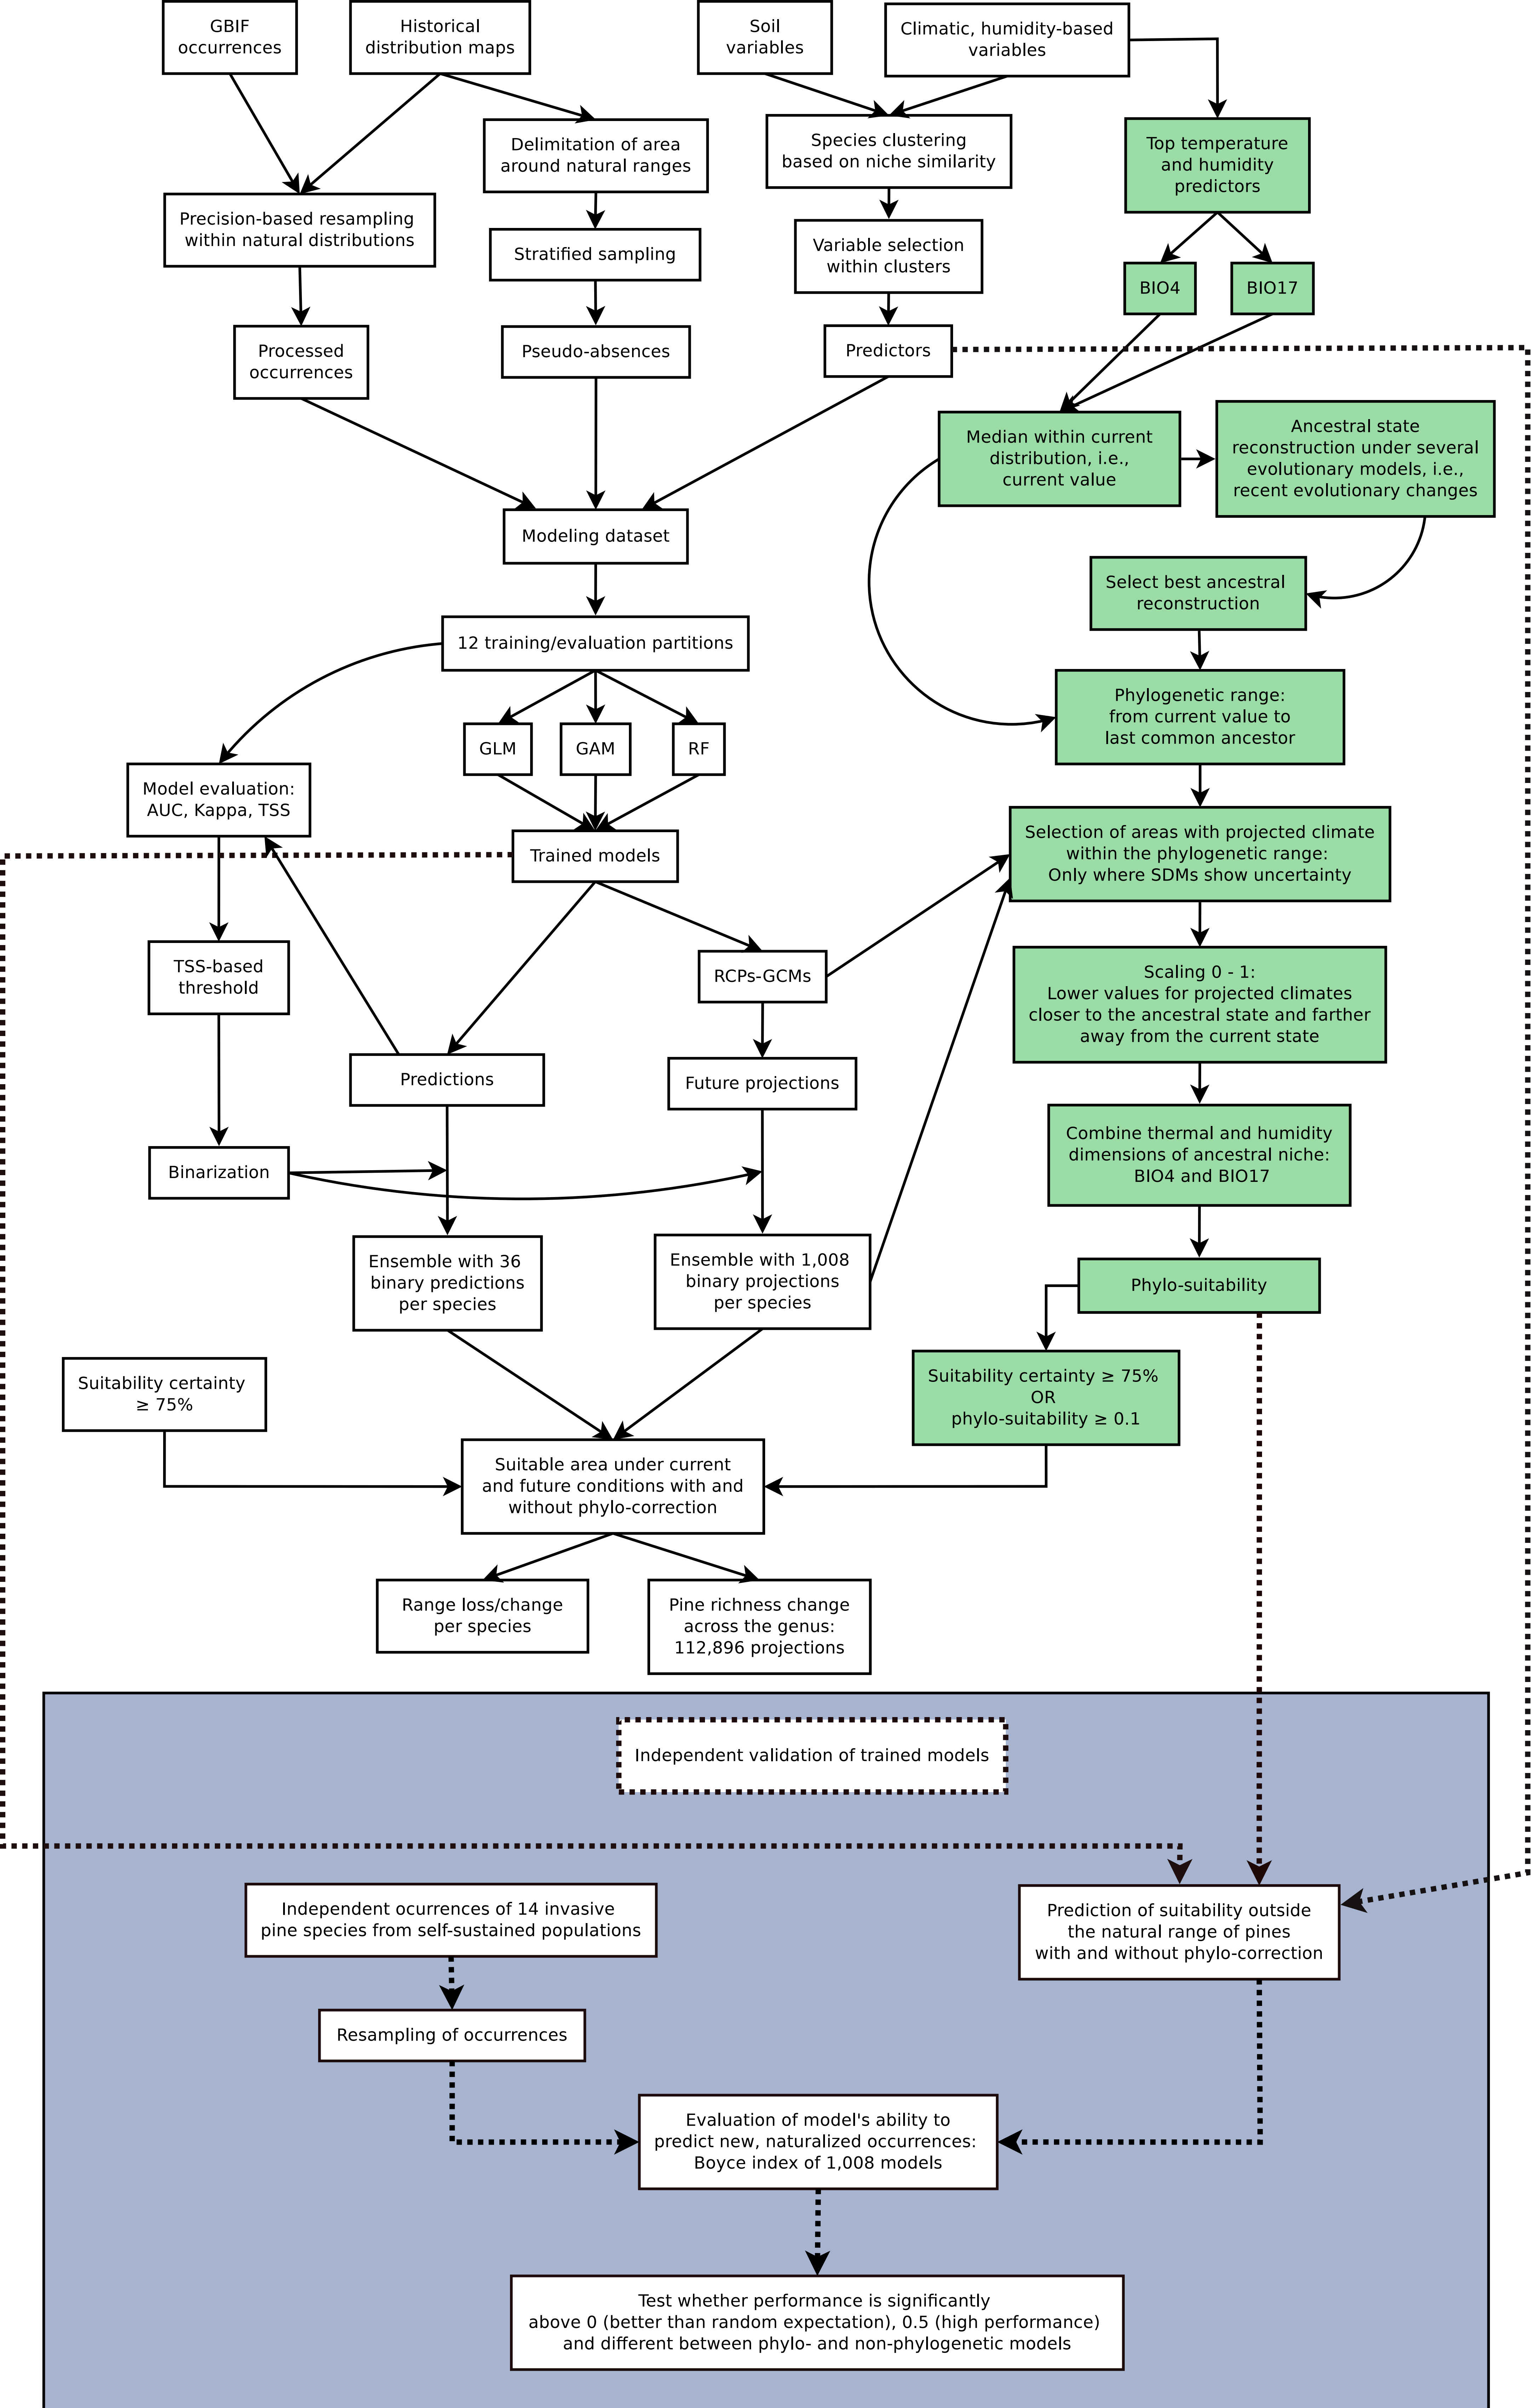 GBIF
occurrences
Historical
distribution maps
Soil
variables
Climatic, humidity-based
variables
Delimitation of area
around natural ranges
Species clustering
based on niche similarity
Top temperature
and humidity
predictors
Precision-based resampling
within natural distributions
Stratified sampling
Variable selection
within clusters
BIO4
BIO17
Processed
occurrences
Pseudo-absences
Predictors
Median within current
distribution, i.e.,
current value
Ancestral state
reconstruction under several
evolutionary models, i.e.,
recent evolutionary changes
Modeling dataset
Select best ancestral
reconstruction
12 training/evaluation partitions
Phylogenetic range:
from current value to
last common ancestor
GLM
GAM
RF
Model evaluation:
AUC, Kappa, TSS
Trained models
Selection of areas with projected climate
within the phylogenetic range:
Only where SDMs show uncertainty
TSS-based
threshold
RCPs-GCMs
Scaling 0 - 1:
Lower values for projected climates
closer to the ancestral state and farther
away from the current state
Predictions
Future projections
Binarization
Combine thermal and humidity
dimensions of ancestral niche:
BIO4 and BIO17
Ensemble with 36
binary predictions
per species
Ensemble with 1,008
binary projections
per species
Phylo-suitability
Suitability certainty
≥ 75%
Suitability certainty ≥ 75%
OR
phylo-suitability ≥ 0.1
Suitable area under current
and future conditions with and
without phylo-correction
Range loss/change
per species
Pine richness change
across the genus:
112,896 projections
Independent validation of trained models
Independent ocurrences of 14 invasive
pine species from self-sustained populations
Prediction of suitability outside
the natural range of pines
with and without phylo-correction
Resampling of occurrences
Evaluation of model's ability to
predict new, naturalized occurrences:
Boyce index of 1,008 models
Test whether performance is significantly
above 0 (better than random expectation), 0.5 (high performance)
and different between phylo- and non-phylogenetic models